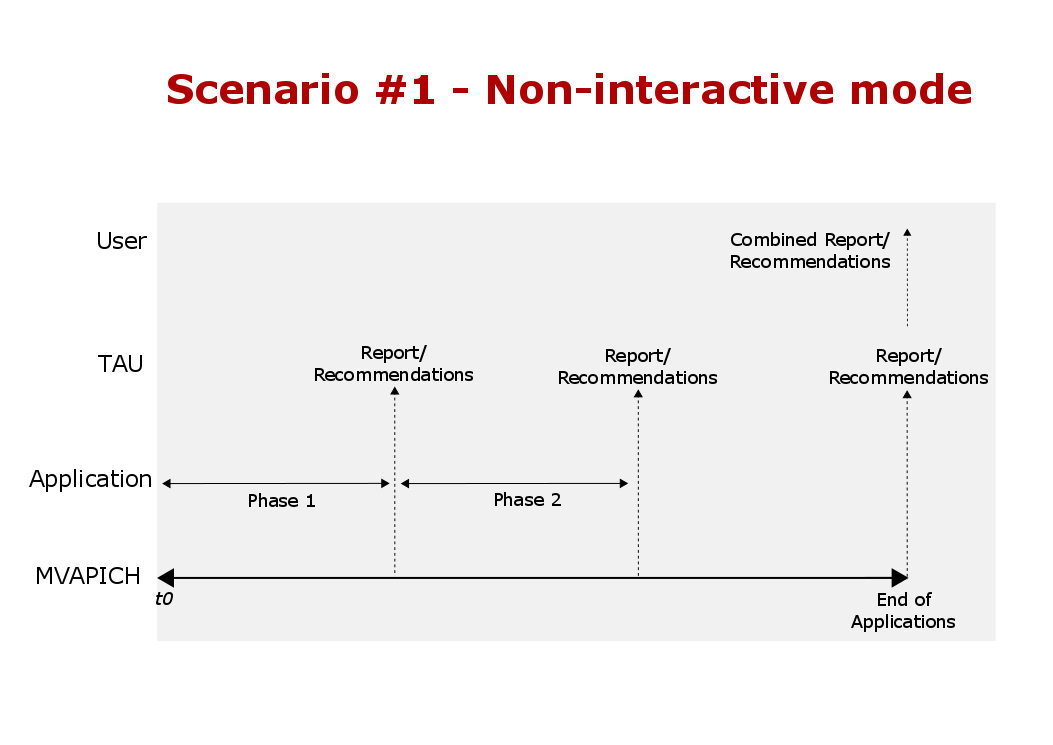 Scenario #1 - Non-interactive mode
User
Combined Report/
Recommendations
TAU
Report/
Recommendations
Report/
Recommendations
Report/
Recommendations
Application
Phase 1
Phase 2
MVAPICH
t0
End of
Applications